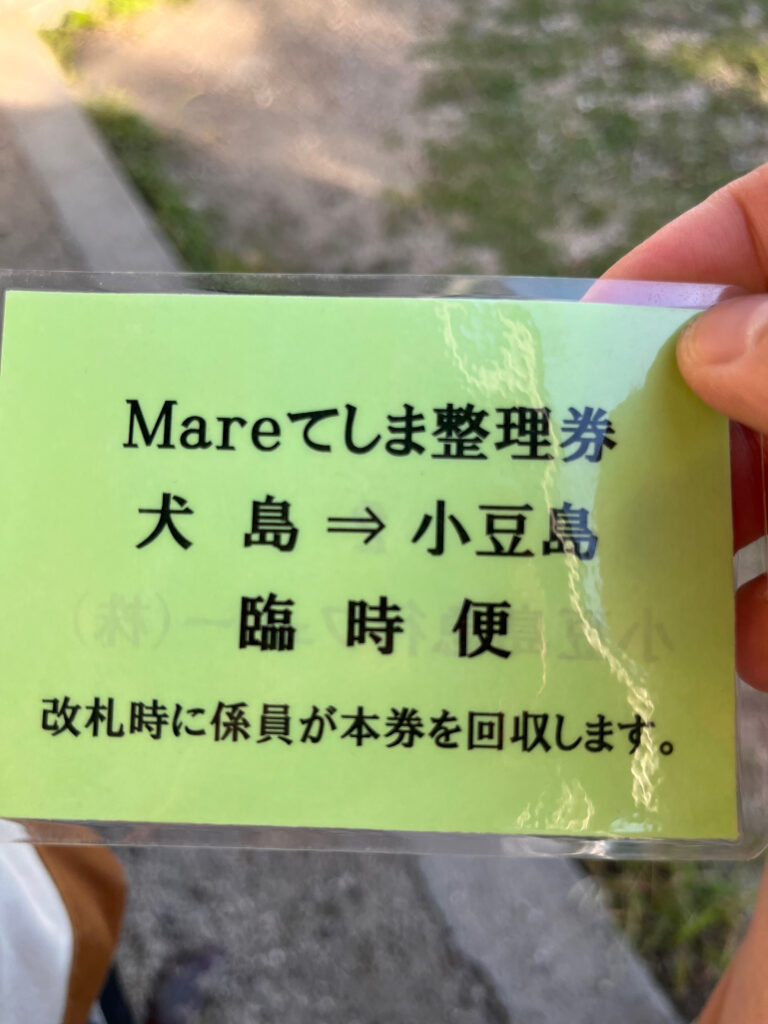 Mareてしま整理券
犬 島 ⇒ 小豆島
臨 時 便
改札時に係員が本券を回収します。